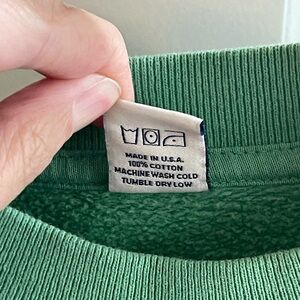 MADE IN U.S.A.
100% COTTON
MACHINE WASH COLD
TUMBLE DRY LOW